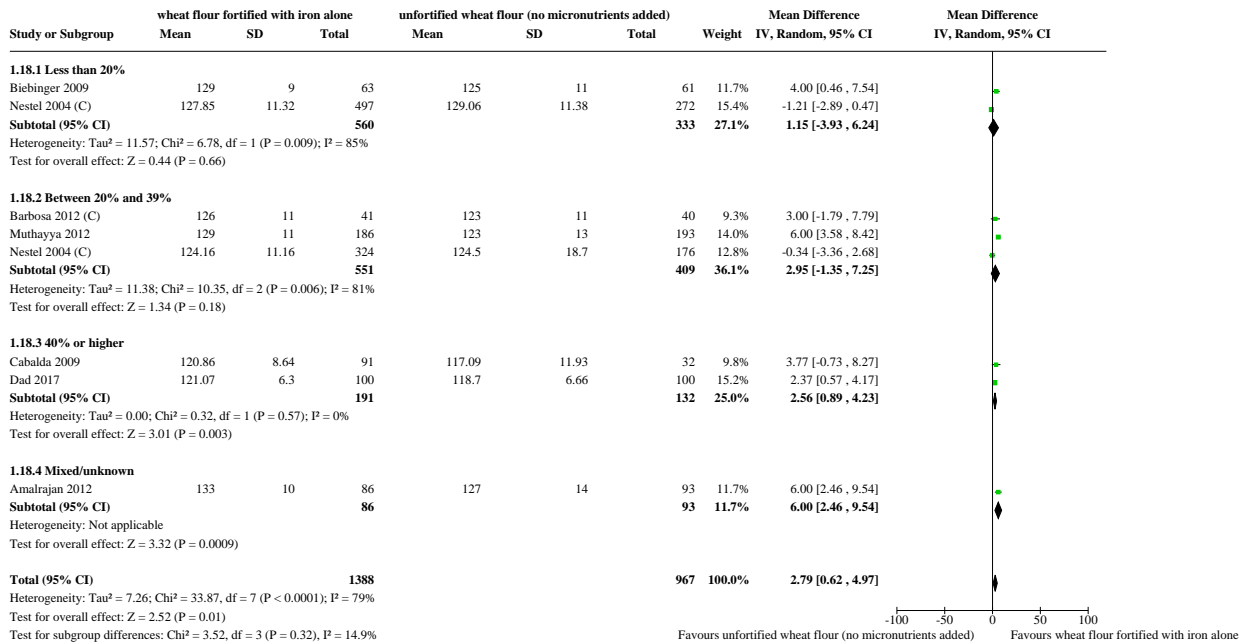 wheat flour fortified with iron alone unfortified wheat flour (no micronutrients added) Mean Difference Mean Difference
Study or Subgroup Mean SD Total Mean SD Total Weight IV, Random, 95% CI IV, Random, 95% CI
1.18.1 Less than 20%
Biebinger 2009 129 9 63 125 11 61 11.7% 4.00 [0.46 , 7.54]
Nestel 2004 (C) 127.85 11.32 497 129.06 11.38 272 15.4% -1.21 [-2.89 , 0.47]
Subtotal (95% CI) 560 333 27.1% 1.15 [-3.93 , 6.24]
Heterogeneity: Tau² = 11.57; Chi² = 6.78, df = 1 (P = 0.009); I² = 85%
Test for overall effect: Z = 0.44 (P = 0.66)
1.18.2 Between 20% and 39%
Barbosa 2012 (C) 126 11 41 123 11 40 9.3% 3.00 [-1.79 , 7.79]
Muthayya 2012 129 11 186 123 13 193 14.0% 6.00 [3.58 , 8.42]
Nestel 2004 (C) 124.16 11.16 324 124.5 18.7 176 12.8% -0.34 [-3.36 , 2.68]
Subtotal (95% CI) 551 409 36.1% 2.95 [-1.35 , 7.25]
Heterogeneity: Tau² = 11.38; Chi² = 10.35, df = 2 (P = 0.006); I² = 81%
Test for overall effect: Z = 1.34 (P = 0.18)
1.18.3 40% or higher
Cabalda 2009 120.86 8.64 91 117.09 11.93 32 9.8% 3.77 [-0.73 , 8.27]
Dad 2017 121.07 6.3 100 118.7 6.66 100 15.2% 2.37 [0.57 , 4.17]
Subtotal (95% CI) 191 132 25.0% 2.56 [0.89 , 4.23]
Heterogeneity: Tau² = 0.00; Chi² = 0.32, df = 1 (P = 0.57); I² = 0%
Test for overall effect: Z = 3.01 (P = 0.003)
1.18.4 Mixed/unknown
Amalrajan 2012 133 10 86 127 14 93 11.7% 6.00 [2.46 , 9.54]
Subtotal (95% CI) 86 93 11.7% 6.00 [2.46 , 9.54]
Heterogeneity: Not applicable
Test for overall effect: Z = 3.32 (P = 0.0009)
Total (95% CI) 1388 967 100.0% 2.79 [0.62 , 4.97]
Heterogeneity: Tau² = 7.26; Chi² = 33.87, df = 7 (P < 0.0001); I² = 79%
Test for overall effect: Z = 2.52 (P = 0.01) -100 -50 0 50 100
Test for subgroup differences: Chi² = 3.52, df = 3 (P = 0.32), I² = 14.9% Favours unfortified wheat flour (no micronutrients added) Favours wheat flour fortified with iron alone